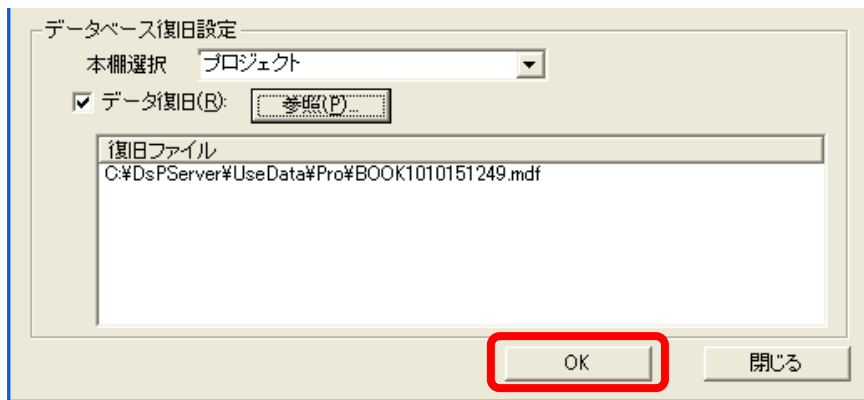 データベース復旧設定
本棚選択 プロジェクト
データ復旧(R): 参照(P)...
復旧ファイル
C:¥DsPServer¥UseData¥Pro¥BOOK1010151249.mdf
OK 閉じる